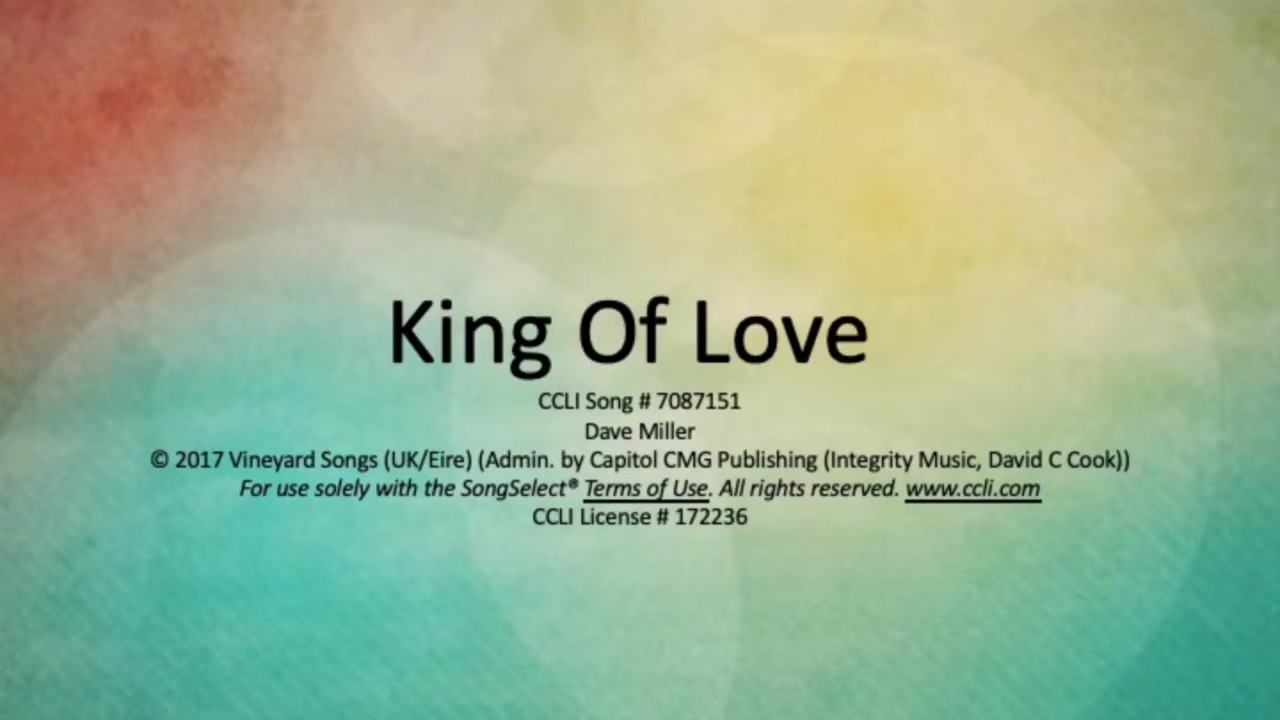 King Of Love
CCLI Song # 7087151
Dave Miller
© 2017 Vineyard Songs (UK/Eire) (Admin. by Capitol CMG Publishing (Integrity Music, David C Cook))
For use solely with the SongSelect® Terms of Use. All rights reserved. www.ccli.com
CCLI License # 172236